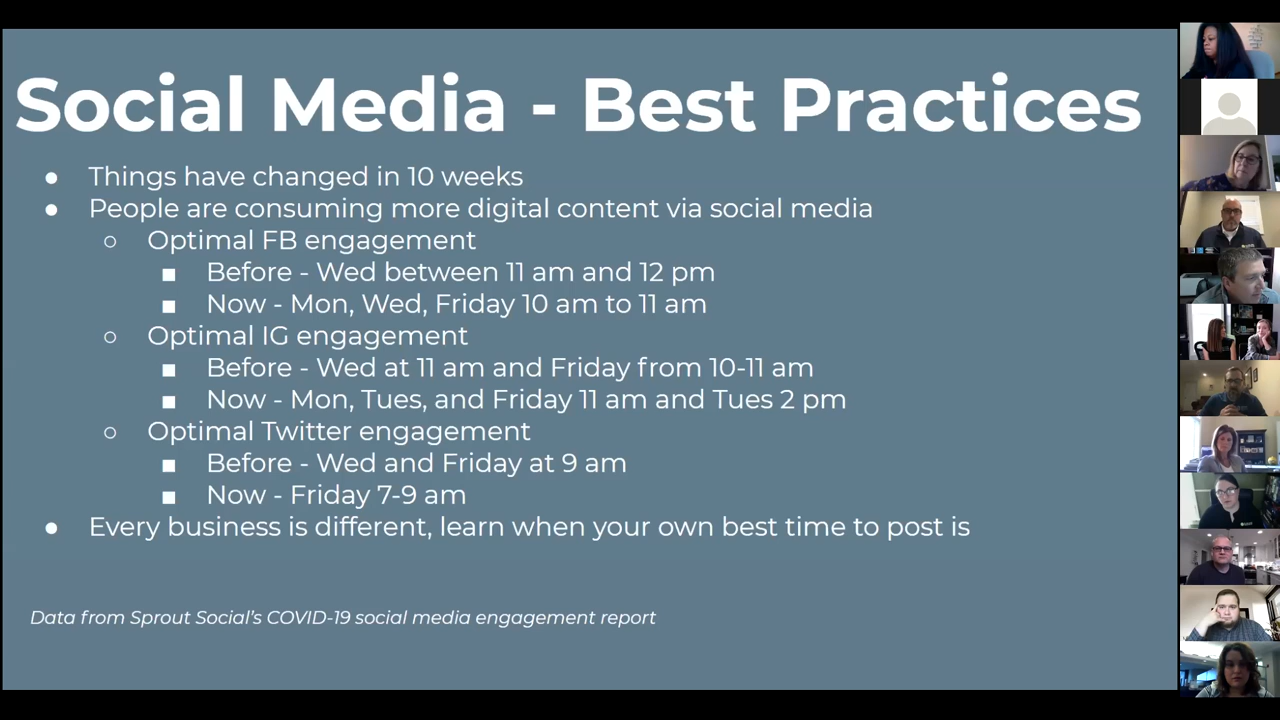 Social Media - Best Practices
● Things have changed in 10 weeks
● People are consuming more digital content via social media
○ Optimal FB engagement
■ Before - Wed between 11 am and 12 pm
■ Now - Mon, Wed, Friday 10 am to 11 am
○ Optimal IG engagement
■ Before - Wed at 11 am and Friday from 10-11 am
■ Now - Mon, Tues, and Friday 11 am and Tues 2 pm
○ Optimal Twitter engagement
■ Before - Wed and Friday at 9 am
■ Now - Friday 7-9 am
● Every business is different, learn when your own best time to post is
Data from Sprout Social's COVID-19 social media engagement report